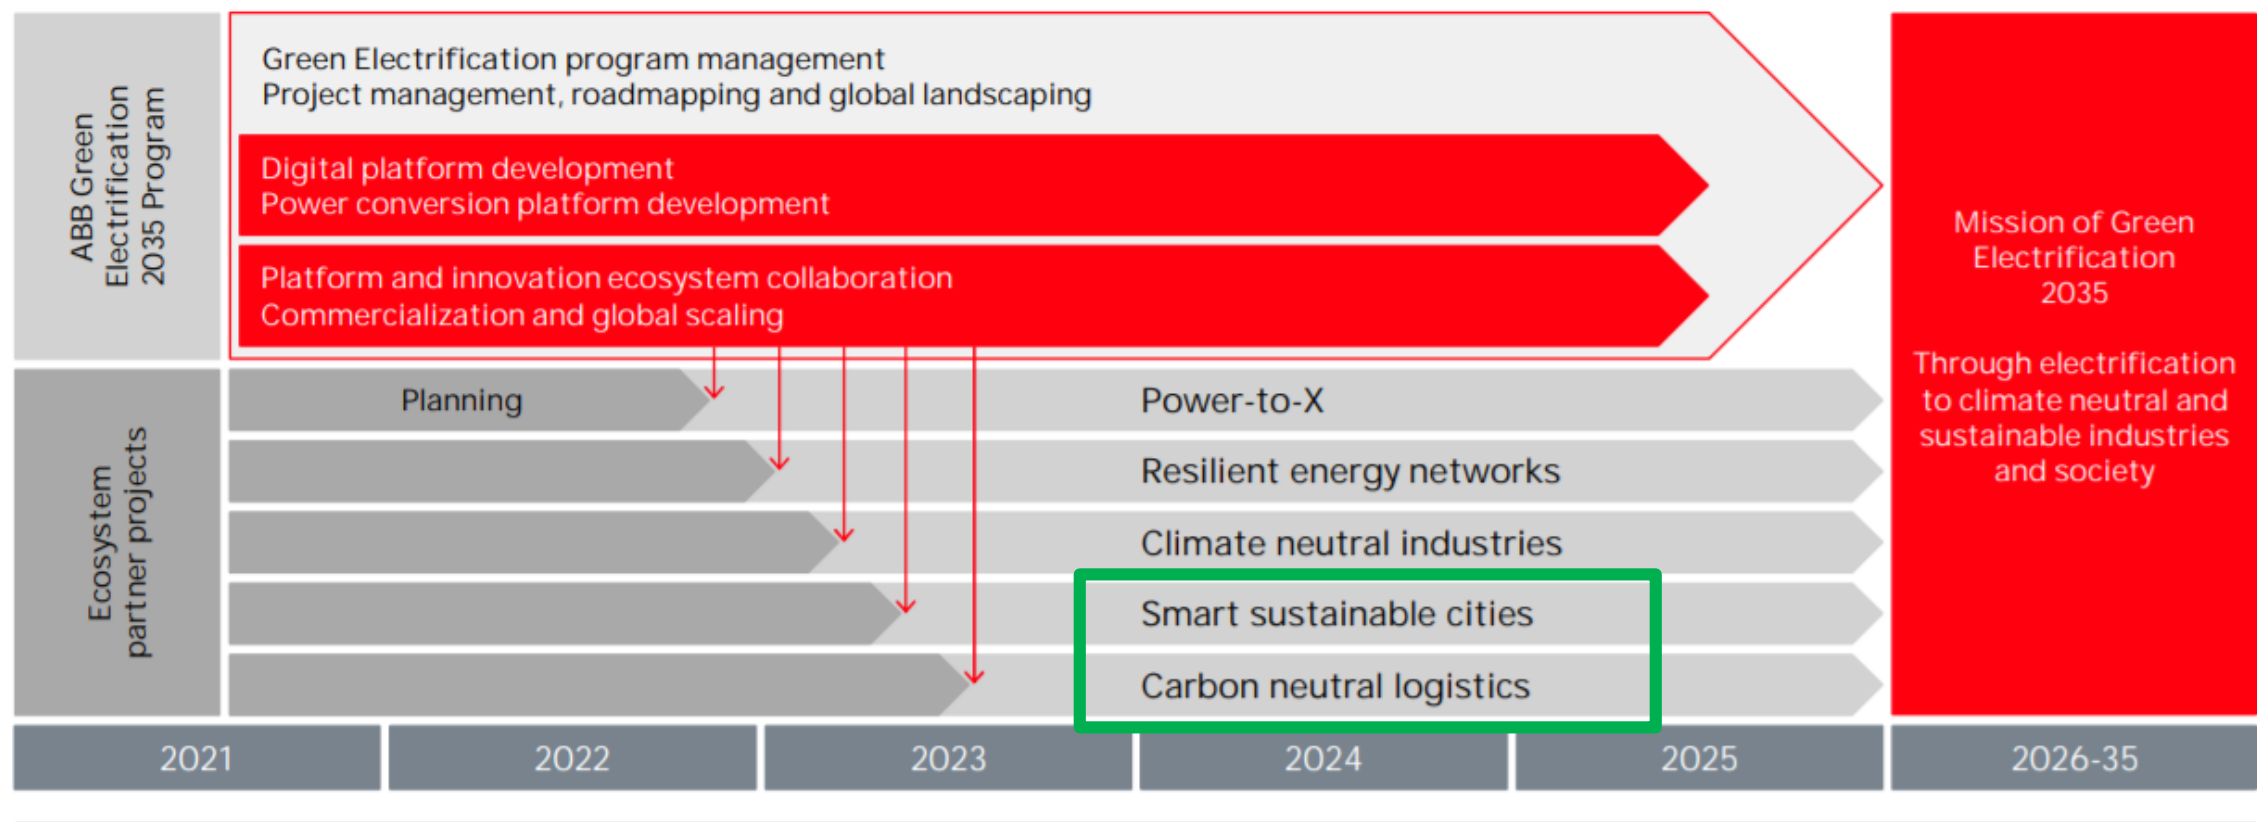 ABB Green
Electrification
2035 Program
Green Electrification program management
Project management, roadmapping and global landscaping
Digital platform development
Power conversion platform development
Platform and innovation ecosystem collaboration
Commercialization and global scaling
Mission of Green
Electrification
2035
Through electrification
to climate neutral and
sustainable industries
and society
Ecosystem
partner projects
Planning
Power-to-X
Resilient energy networks
Climate neutral industries
Smart sustainable cities
Carbon neutral logistics
2021
2022
2023
2024
2025
2026-35